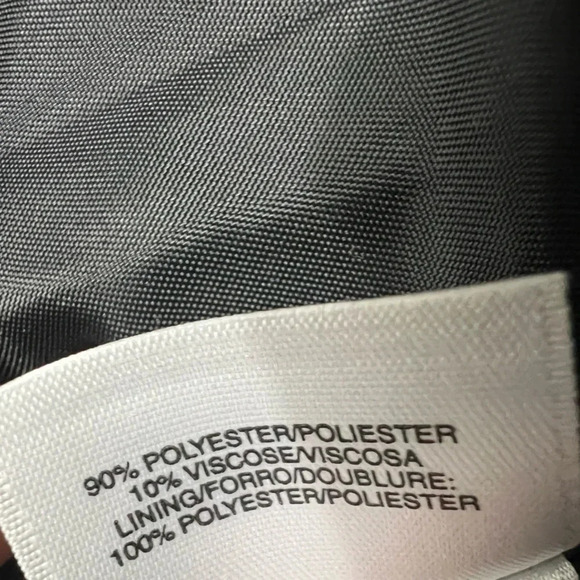 90% POLYESTER/POLIESTER
10% VISCOSE/VISCOSA
LINING/FORRO/DOUBLURE:
100% POLYESTER/POLIESTER